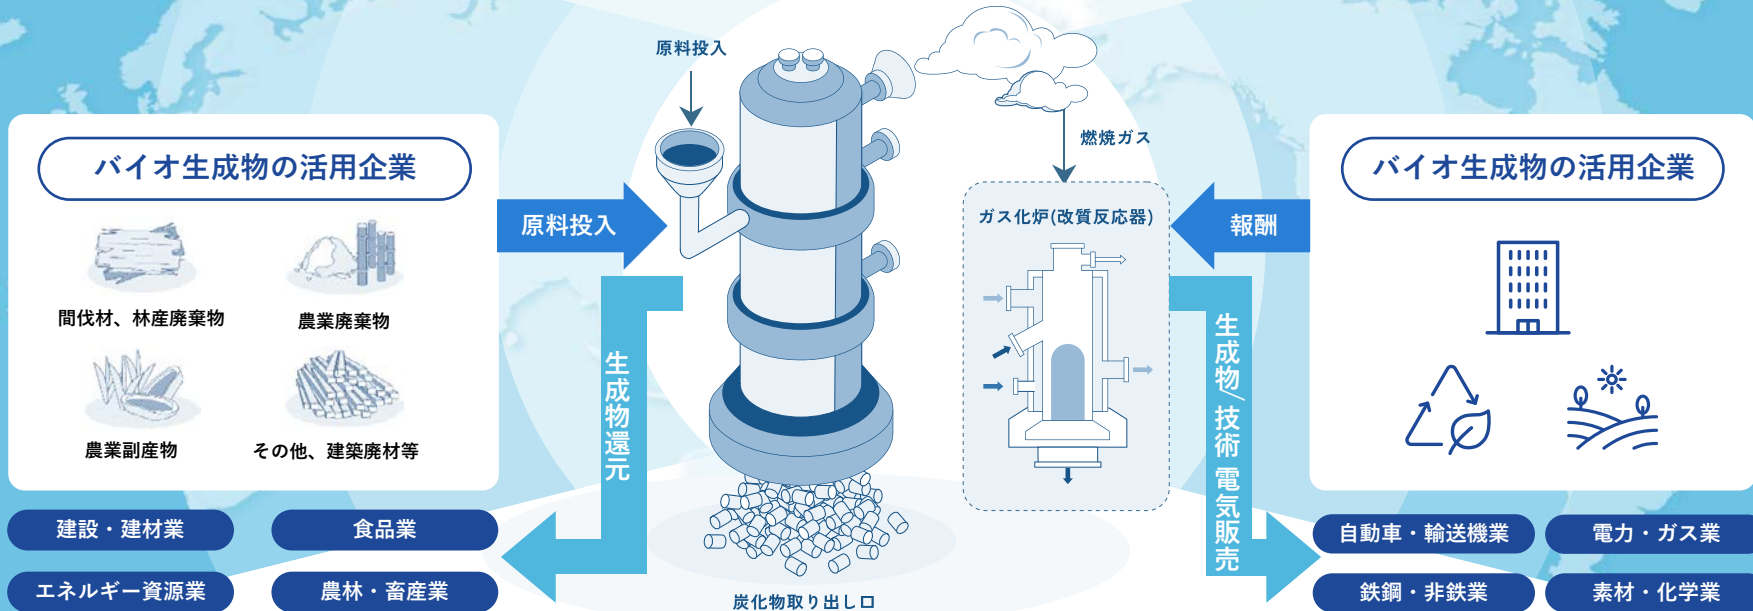 原料投入
燃焼ガス
バイオ生成物の活用企業
間伐材、林産廃棄物
農業廃棄物
農業副産物
その他、建築廃材等
建設・建材業
食品業
エネルギー資源業
農林・畜産業
原料投入
生成物還元
炭化物取り出し口
ガス化炉(改質反応器)
報酬
生成物/技術 電気販売
バイオ生成物の活用企業
自動車・輸送機業
電力・ガス業
鉄鋼・非鉄業
素材・化学業